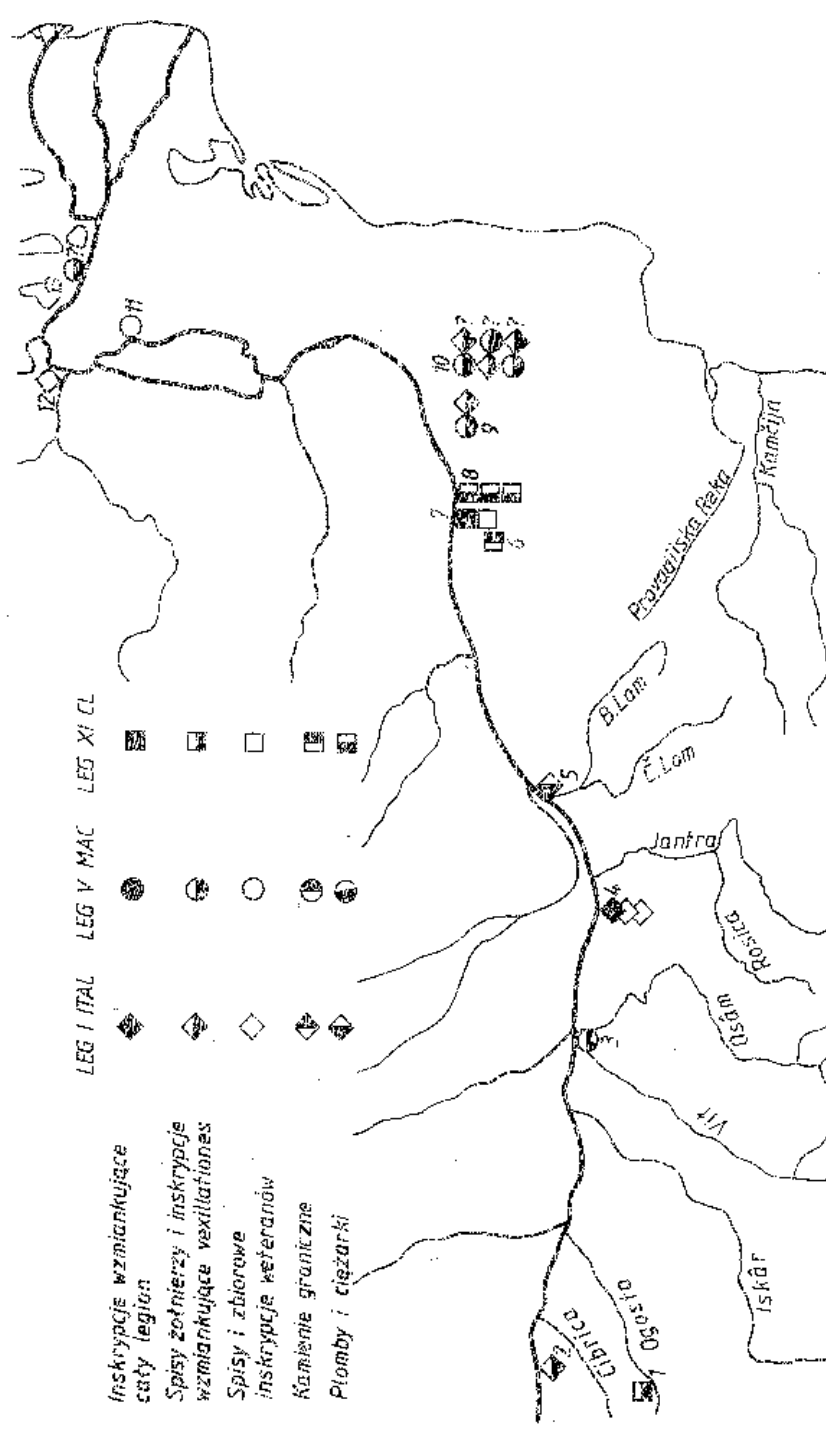 LEG I ITAL LEG V MAC LEG XI CL
Inskrypcje wzmiankujące
cały legion
Spisy żołnierzy i inskrypcje
wzmiankujące vexillationes
Spisy i zbiorowe
inskrypcje weteranów
Kamienie graniczne
Plomby i ciężarki
12
11
10
?
?
?
9
8
7
6
5
4
3
2
1
Cibrica
Ogosta
Iskâr
Vit
Osâm
Rosica
Jantra
Č. Lom
B. Lom
Provadijska Reka
Kamčija